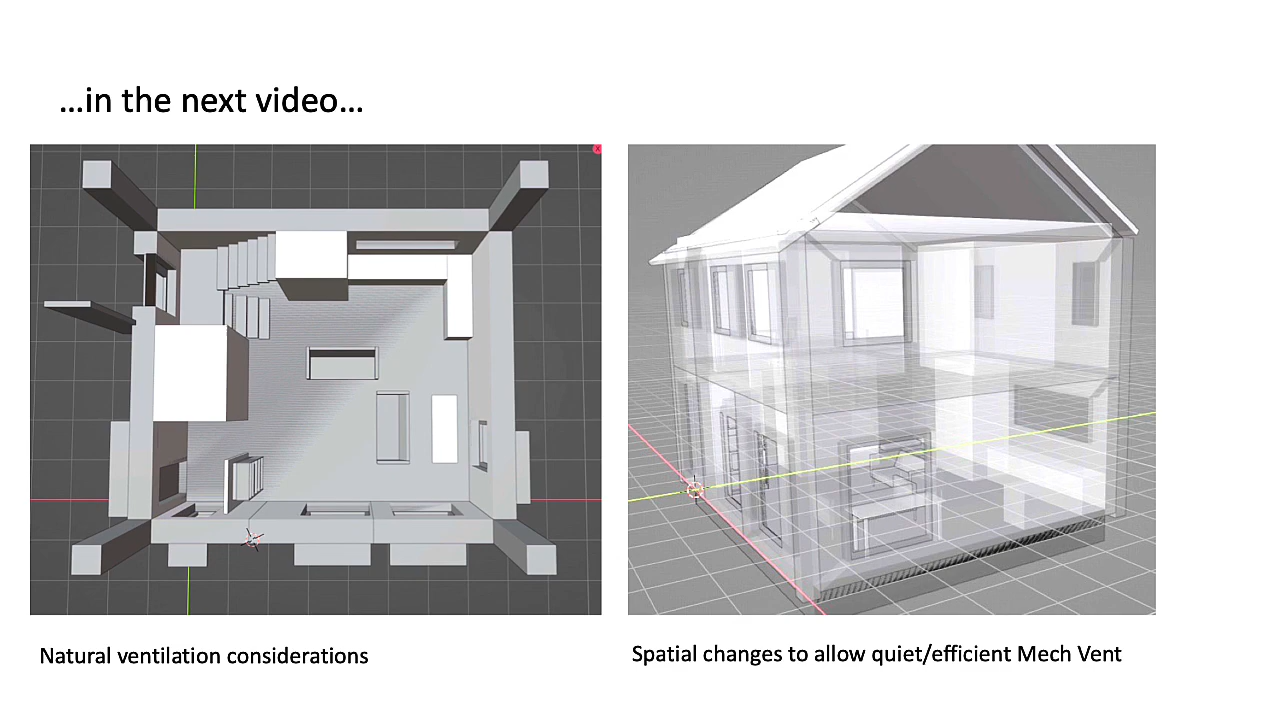 ...in the next video...
Natural ventilation considerations
Spatial changes to allow quiet/efficient Mech Vent